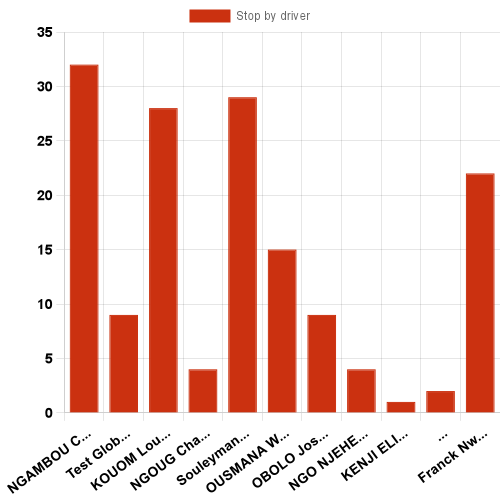 Stop by driver
35
30
25
20
15
10
5
0
NGAMBOU C...
Test Glob...
KOUOM Lou...
NGOUG Cha...
Souleyman...
OUSMANA W...
OBOLO Jos...
NGO NJEHE...
KENJI ELI...
...
Franck Nw...